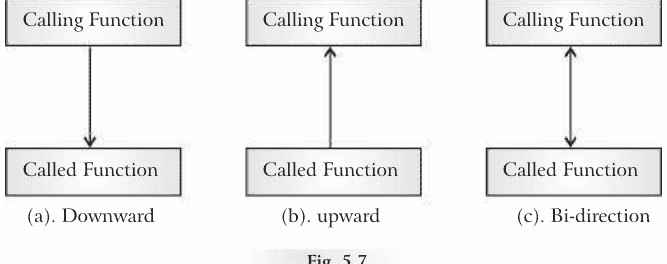 Calling Function Calling Function Calling Function
Called Function Called Function Called Function
(a). Downward (b). upward (c). Bi-direction
Fig. 5.7